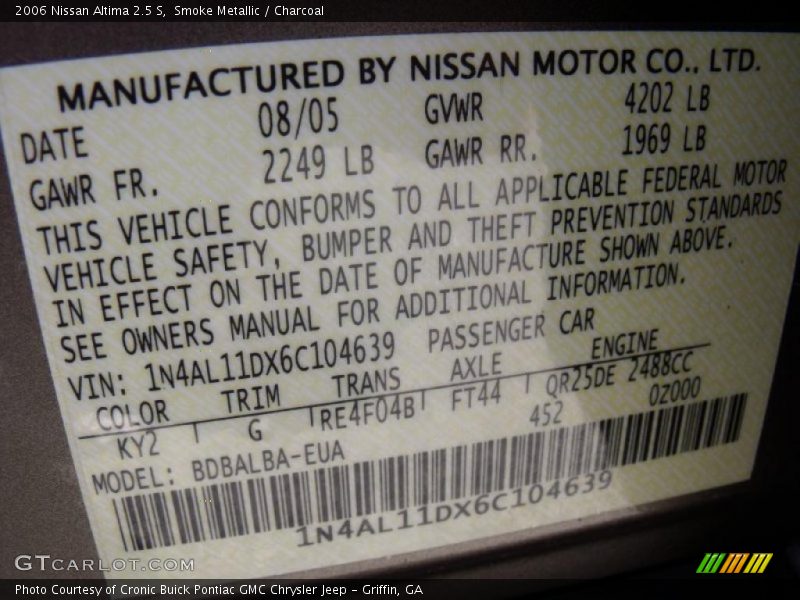 2006 Nissan Altima 2.5 S, Smoke Metallic / Charcoal
MANUFACTURED BY NISSAN MOTOR CO., LTD.
DATE 08/05 GVWR 4202 LB
GAWR FR. 2249 LB GAWR RR. 1969 LB
THIS VEHICLE CONFORMS TO ALL APPLICABLE FEDERAL MOTOR
VEHICLE SAFETY, BUMPER AND THEFT PREVENTION STANDARDS
IN EFFECT ON THE DATE OF MANUFACTURE SHOWN ABOVE.
SEE OWNERS MANUAL FOR ADDITIONAL INFORMATION.
VIN: 1N4AL11DX6C104639 PASSENGER CAR
COLOR TRIM TRANS AXLE ENGINE
KY2 G RE4F04B FT44 QR25DE 2488CC
MODEL: BDBALBA-EUA 452 0Z000
1N4AL11DX6C104639
GTCARLOT.COM
Photo Courtesy of Cronic Buick Pontiac GMC Chrysler Jeep - Griffin, GA